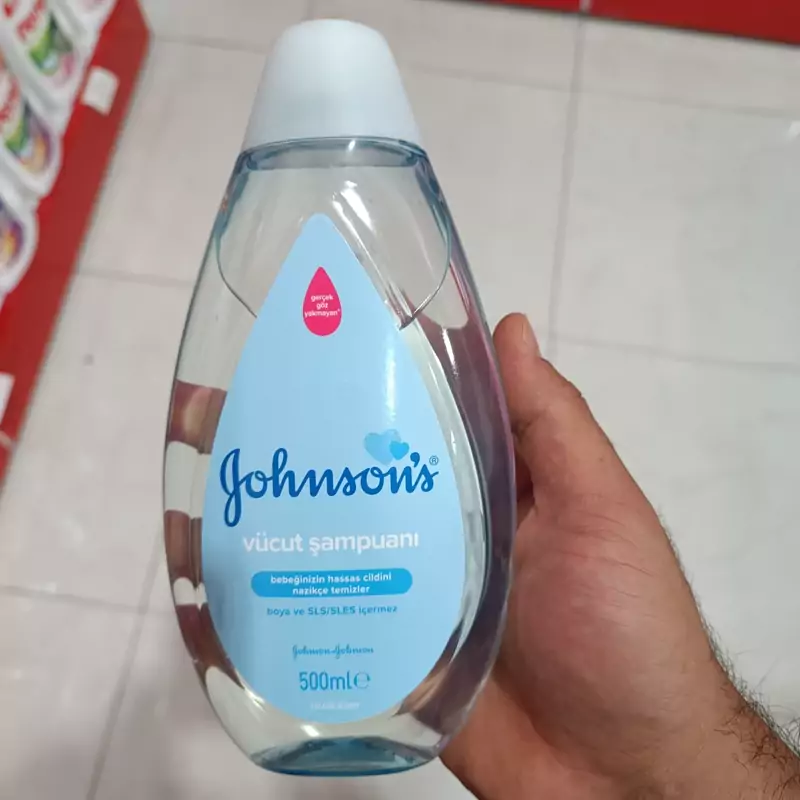 gerçek
göz
yakmayan*
Johnson's®
vücut şampuanı
bebeğinizin hassas cildini
nazikçe temizler
boya ve SLS/SLES içermez
Johnson & Johnson
500ml℮